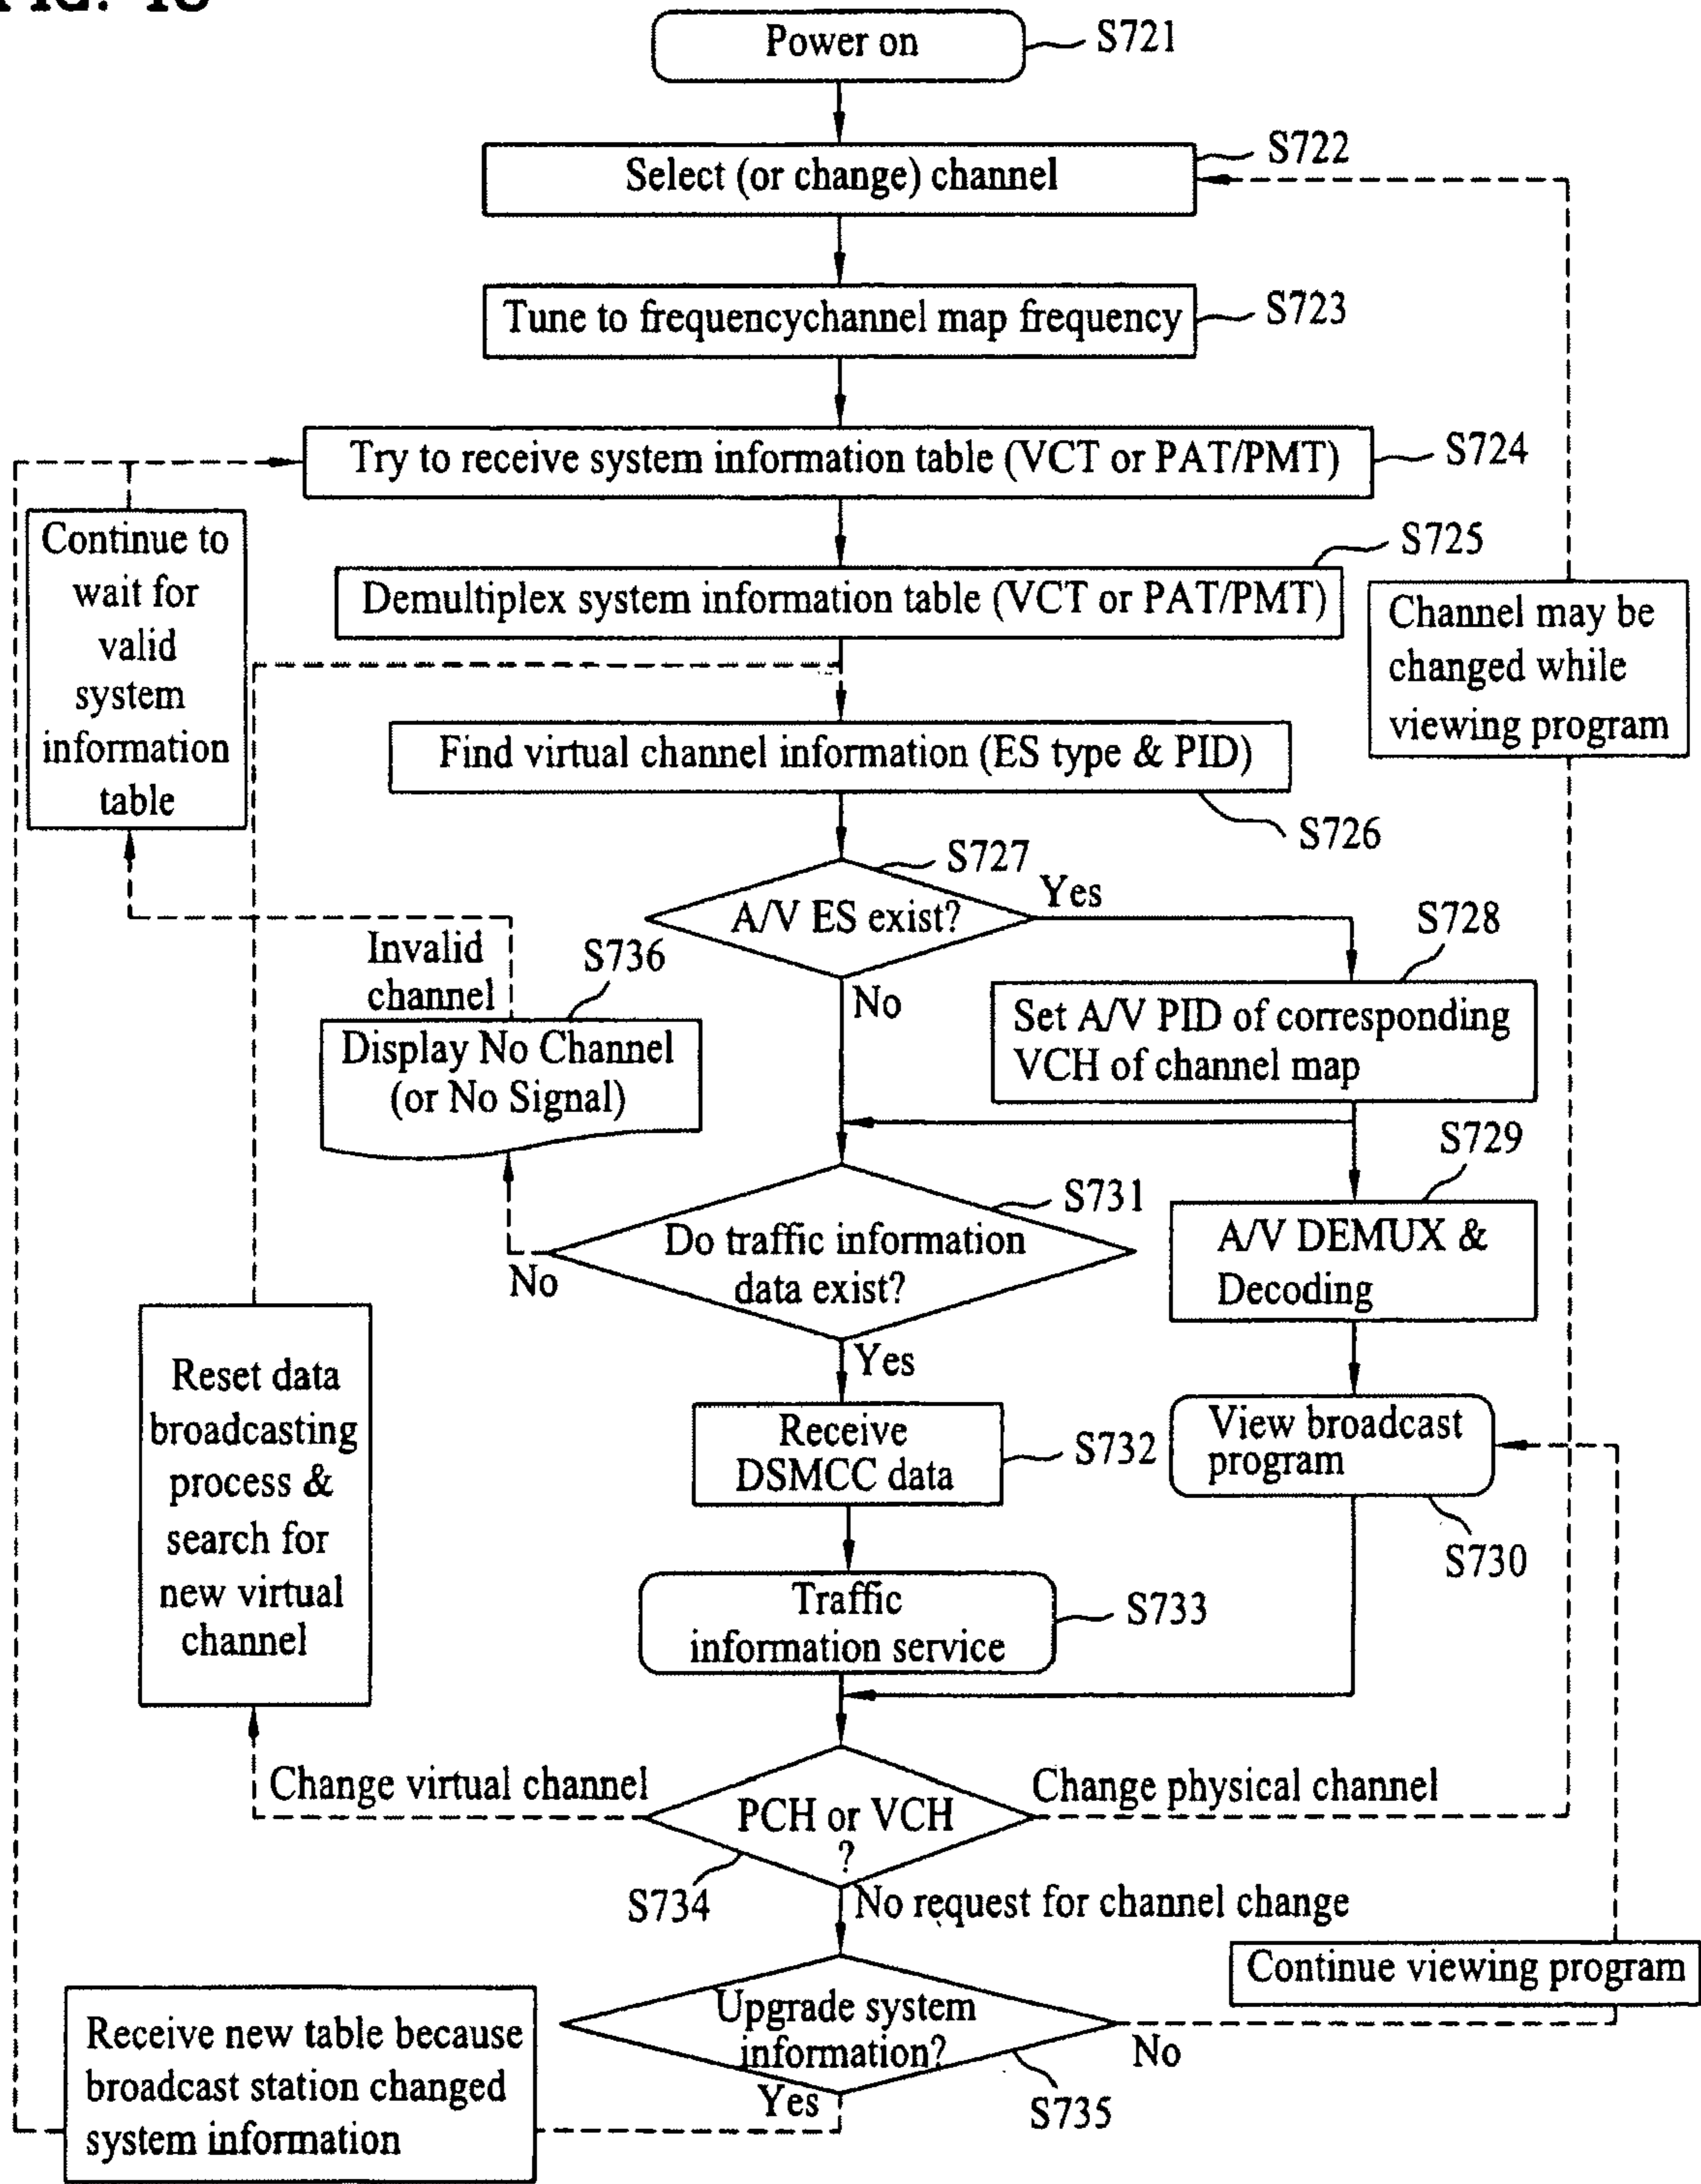 Power on
S721
Select (or change) channel
S722
Tune to frequencychannel map frequency
S723
Try to receive system information table (VCT or PAT/PMT)
S724
Continue to
wait for
valid
system
information
table
Demultiplex system information table (VCT or PAT/PMT)
S725
Channel may be
changed while
viewing program
Find virtual channel information (ES type & PID)
S726
A/V ES exist?
S727
Yes
No
Set A/V PID of corresponding
VCH of channel map
S728
Invalid
channel
S736
Display No Channel
(or No Signal)
A/V DEMUX &
Decoding
S729
Do traffic information
data exist?
S731
No
Yes
Receive
DSMCC data
S732
View broadcast
program
S730
Reset data
broadcasting
process &
search for
new virtual
channel
Traffic
information service
S733
Change virtual channel
PCH or VCH
?
Change physical channel
S734
No request for channel change
Continue viewing program
Upgrade system
information?
No
Yes
S735
Receive new table because
broadcast station changed
system information